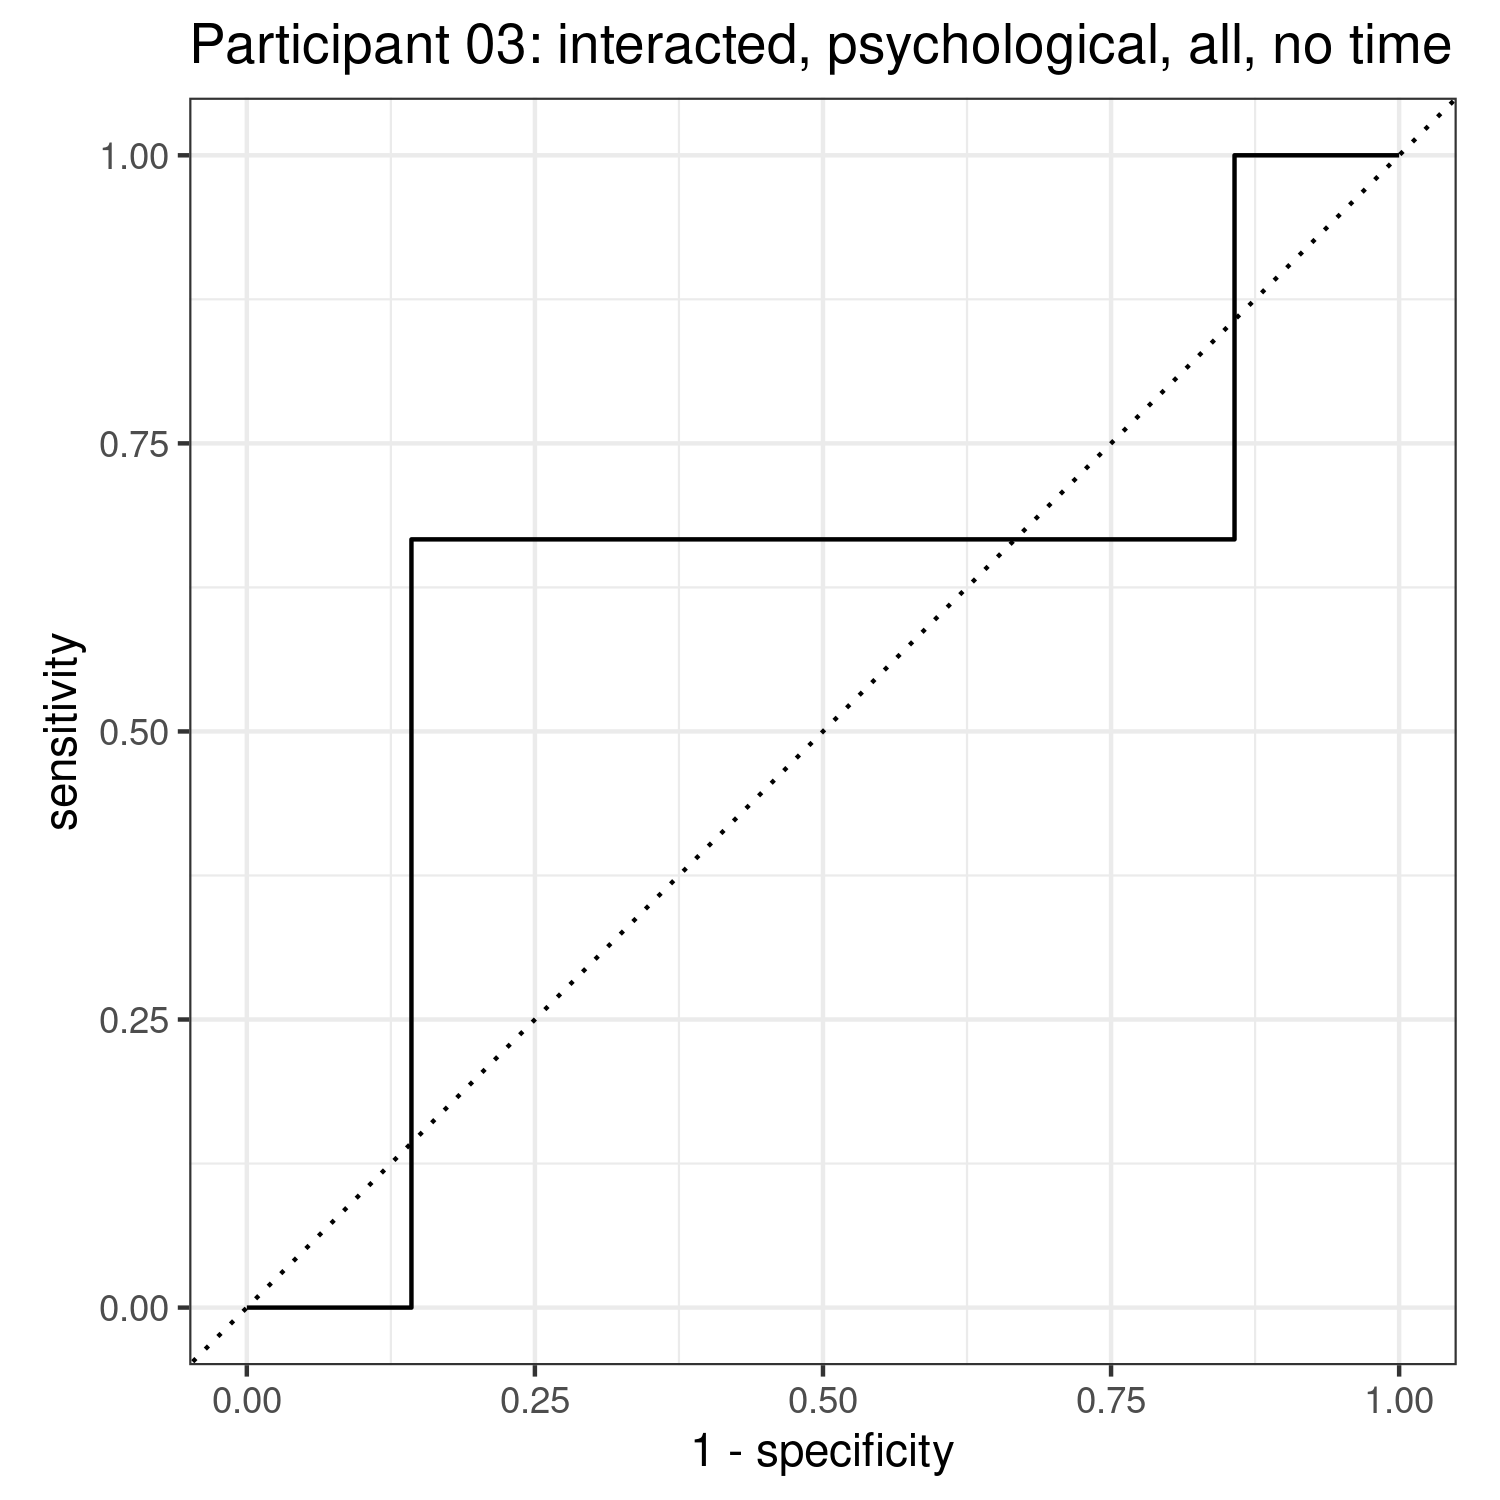 Participant 03: interacted, psychological, all, no time
1.00
0.75
0.50
0.25
0.00
sensitivity
0.00 0.25 0.50 0.75 1.00
1 - specificity